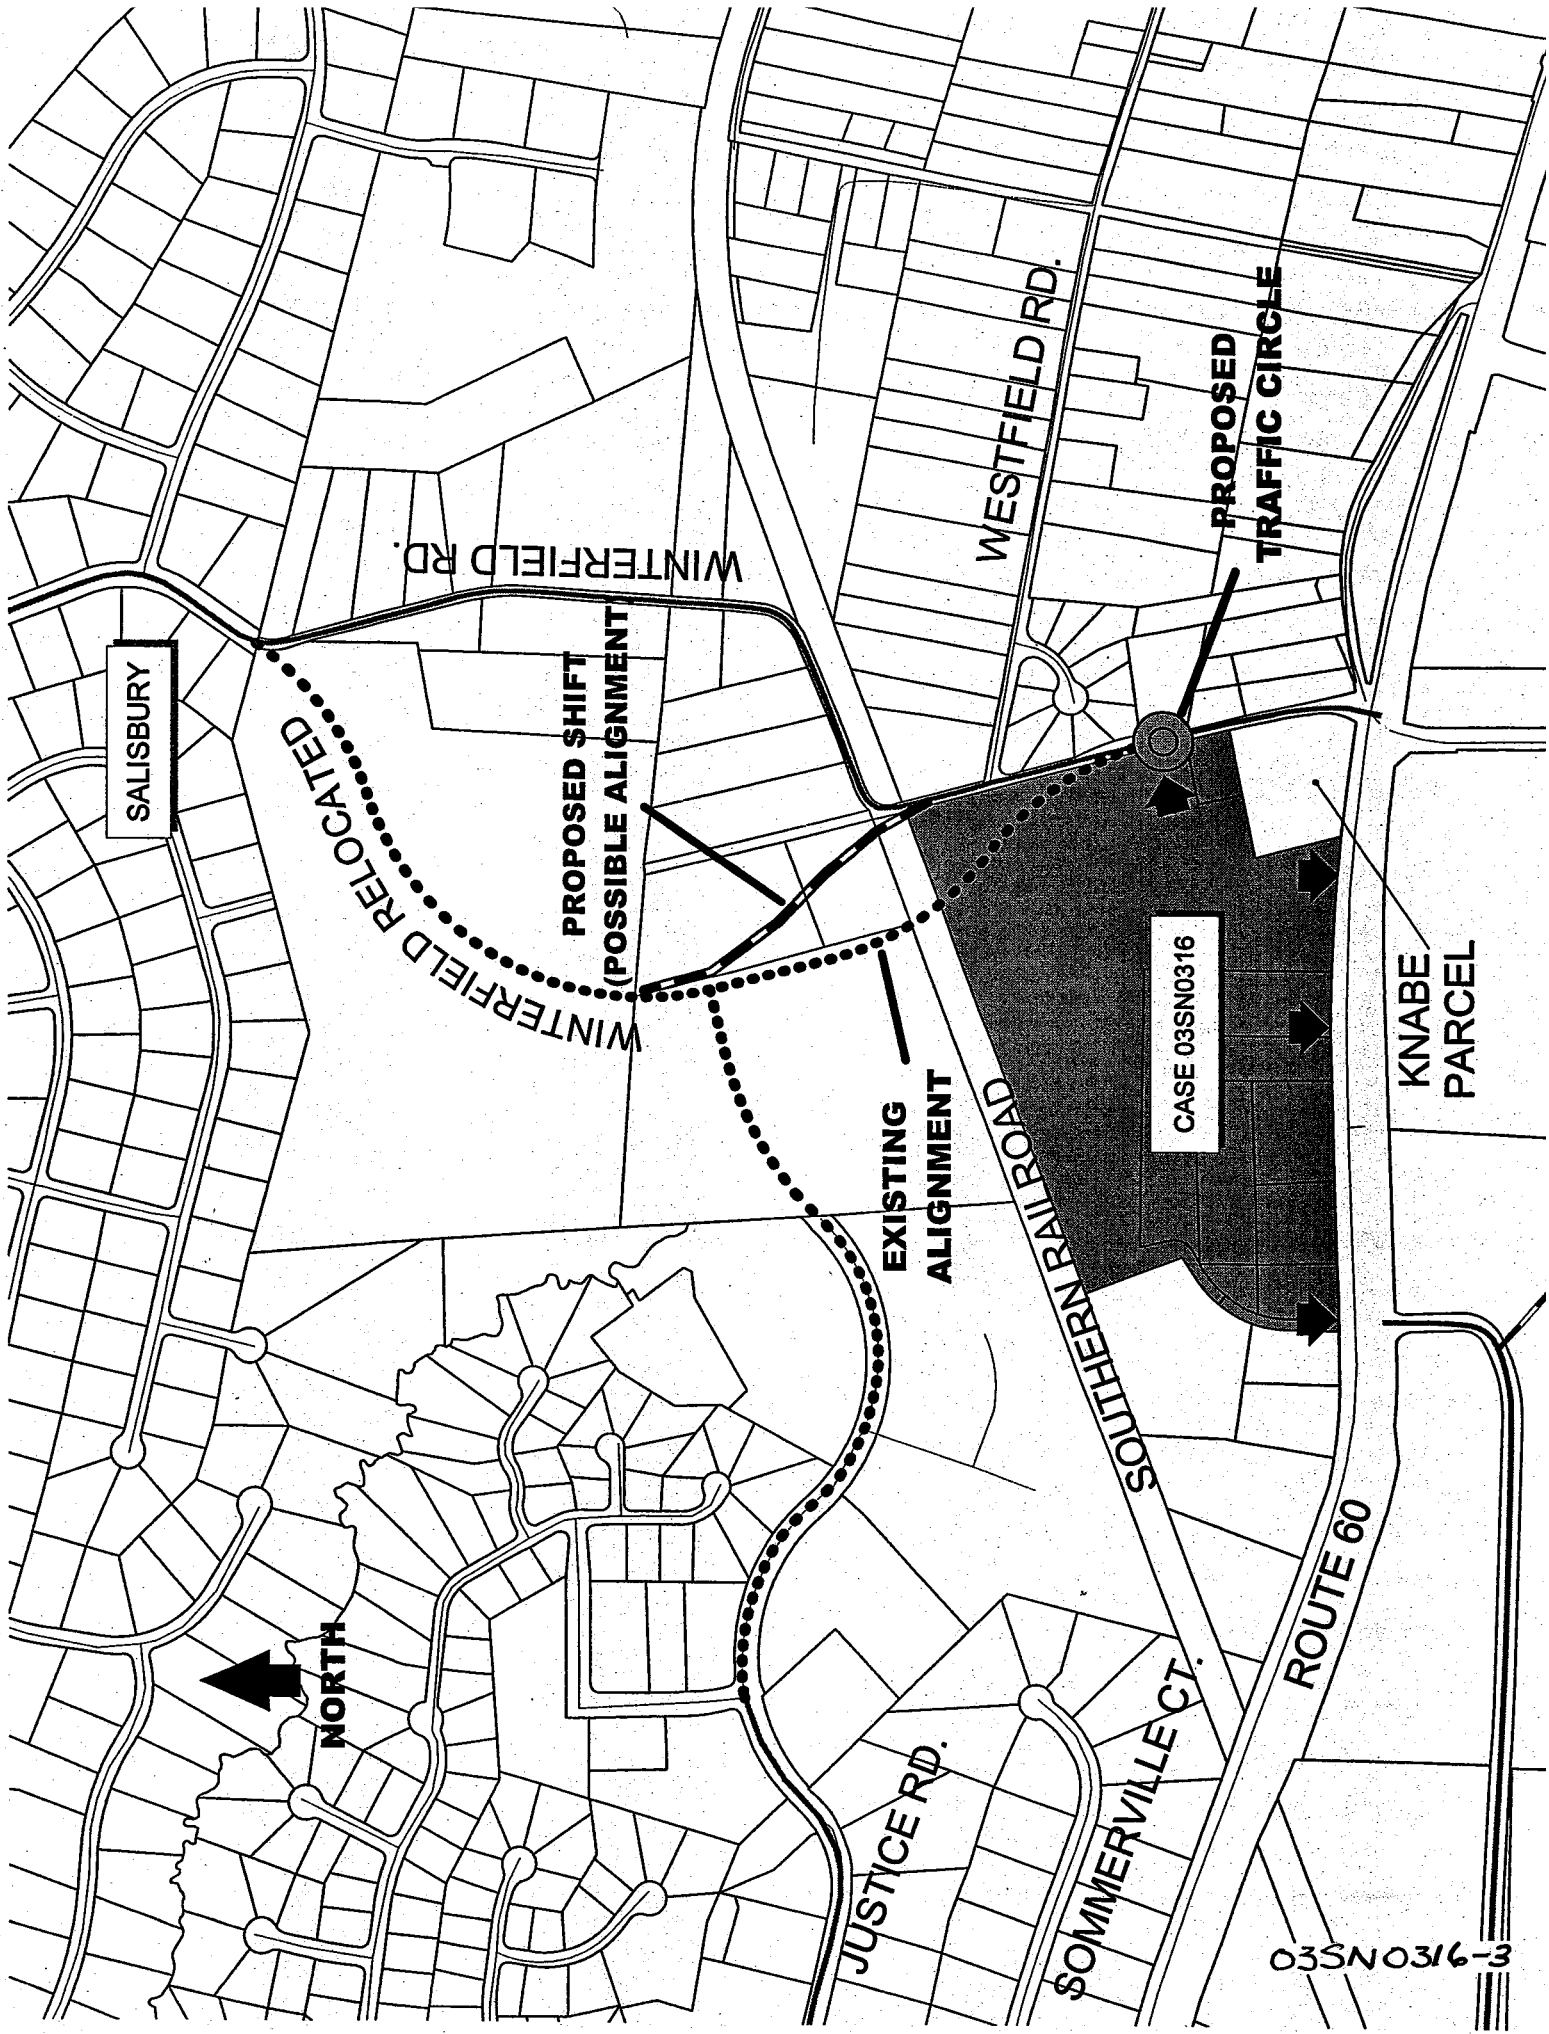 SALISBURY
WINTERFIELD RELOCATED
WINTERFIELD RD.
PROPOSED SHIFT
(POSSIBLE ALIGNMENT)
NORTH
EXISTING
ALIGNMENT
WESTFIELD RD.
PROPOSED
TRAFFIC CIRCLE
SOUTHERN RAILROAD
CASE 03SN0316
KNABE
PARCEL
JUSTICE RD.
SOMMERVILLE CT.
ROUTE 60
03SN0316-3